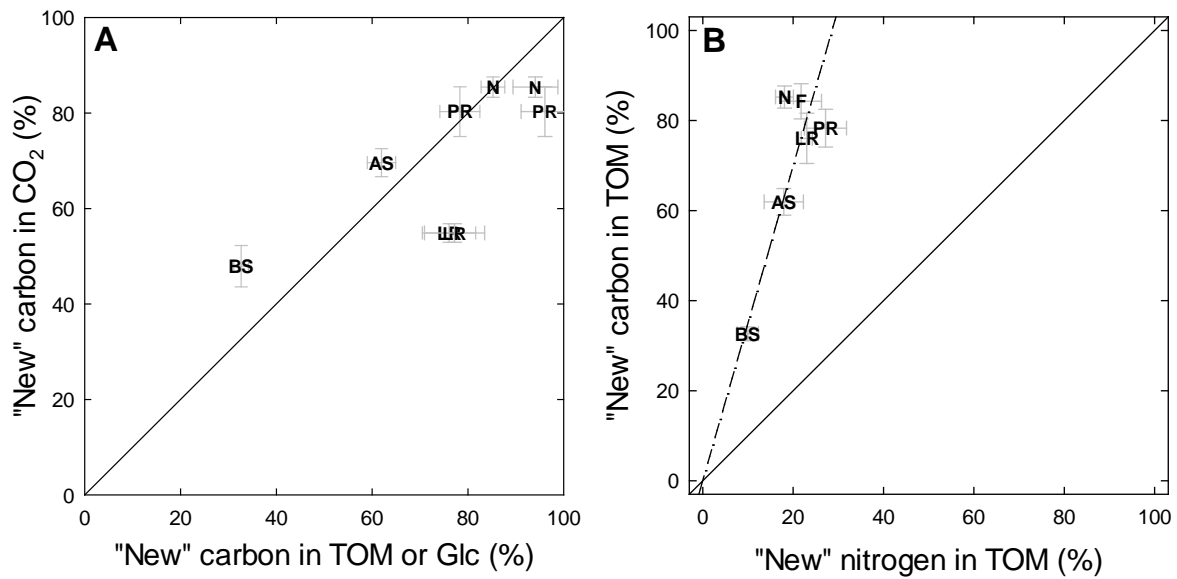 A
B
"New" carbon in CO2 (%)
100
80
60
40
20
0
N
N
PR
PR
AS
LR
BS
0 20 40 60 80 100
"New" carbon in TOM or Glc (%)
"New" carbon in TOM (%)
100
80
60
40
20
0
N
F
PR
LR
AS
BS
0 20 40 60 80 100
"New" nitrogen in TOM (%)